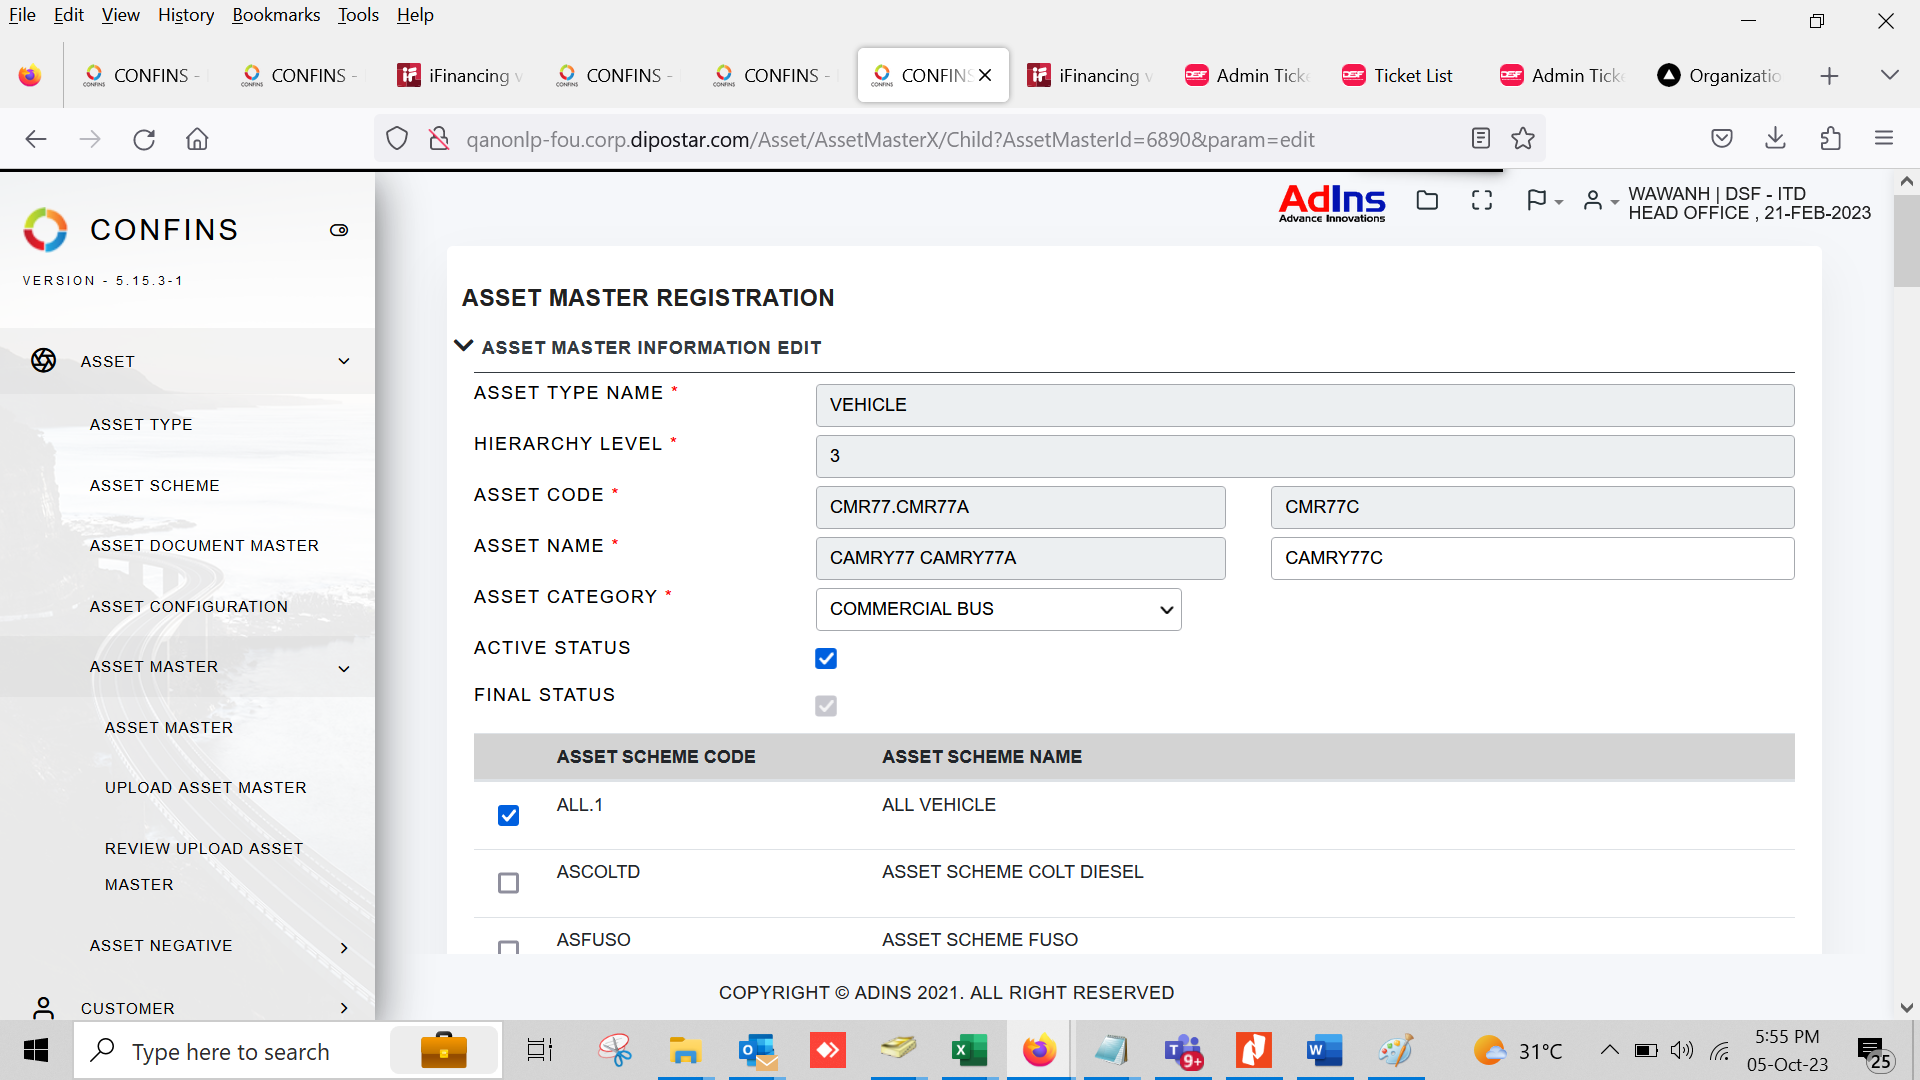 File Edit View History Bookmarks Tools Help
CONFINS - CONFINS - iFinancing v CONFINS - CONFINS - CONFINS iFinancing v Admin Ticke Ticket List Admin Ticke Organizatio
qanonlp-fou.corp.dipostar.com/Asset/AssetMasterX/Child?AssetMasterId=6890&param=edit
CONFINS
VERSION - 5.15.3-1
ASSET
ASSET TYPE
ASSET SCHEME
ASSET DOCUMENT MASTER
ASSET CONFIGURATION
ASSET MASTER
ASSET MASTER
UPLOAD ASSET MASTER
REVIEW UPLOAD ASSET
MASTER
ASSET NEGATIVE
CUSTOMER
AdIns
Advance Innovations
WAWANH | DSF - ITD
HEAD OFFICE , 21-FEB-2023
ASSET MASTER REGISTRATION
ASSET MASTER INFORMATION EDIT
ASSET TYPE NAME * VEHICLE
HIERARCHY LEVEL * 3
ASSET CODE * CMR77.CMR77A CMR77C
ASSET NAME * CAMRY77 CAMRY77A CAMRY77C
ASSET CATEGORY * COMMERCIAL BUS
ACTIVE STATUS
FINAL STATUS
ASSET SCHEME CODE ASSET SCHEME NAME
ALL.1 ALL VEHICLE
ASCOLTD ASSET SCHEME COLT DIESEL
ASFUSO ASSET SCHEME FUSO
COPYRIGHT © ADINS 2021. ALL RIGHT RESERVED
Type here to search
9+
31°C
5:55 PM
05-Oct-23
25